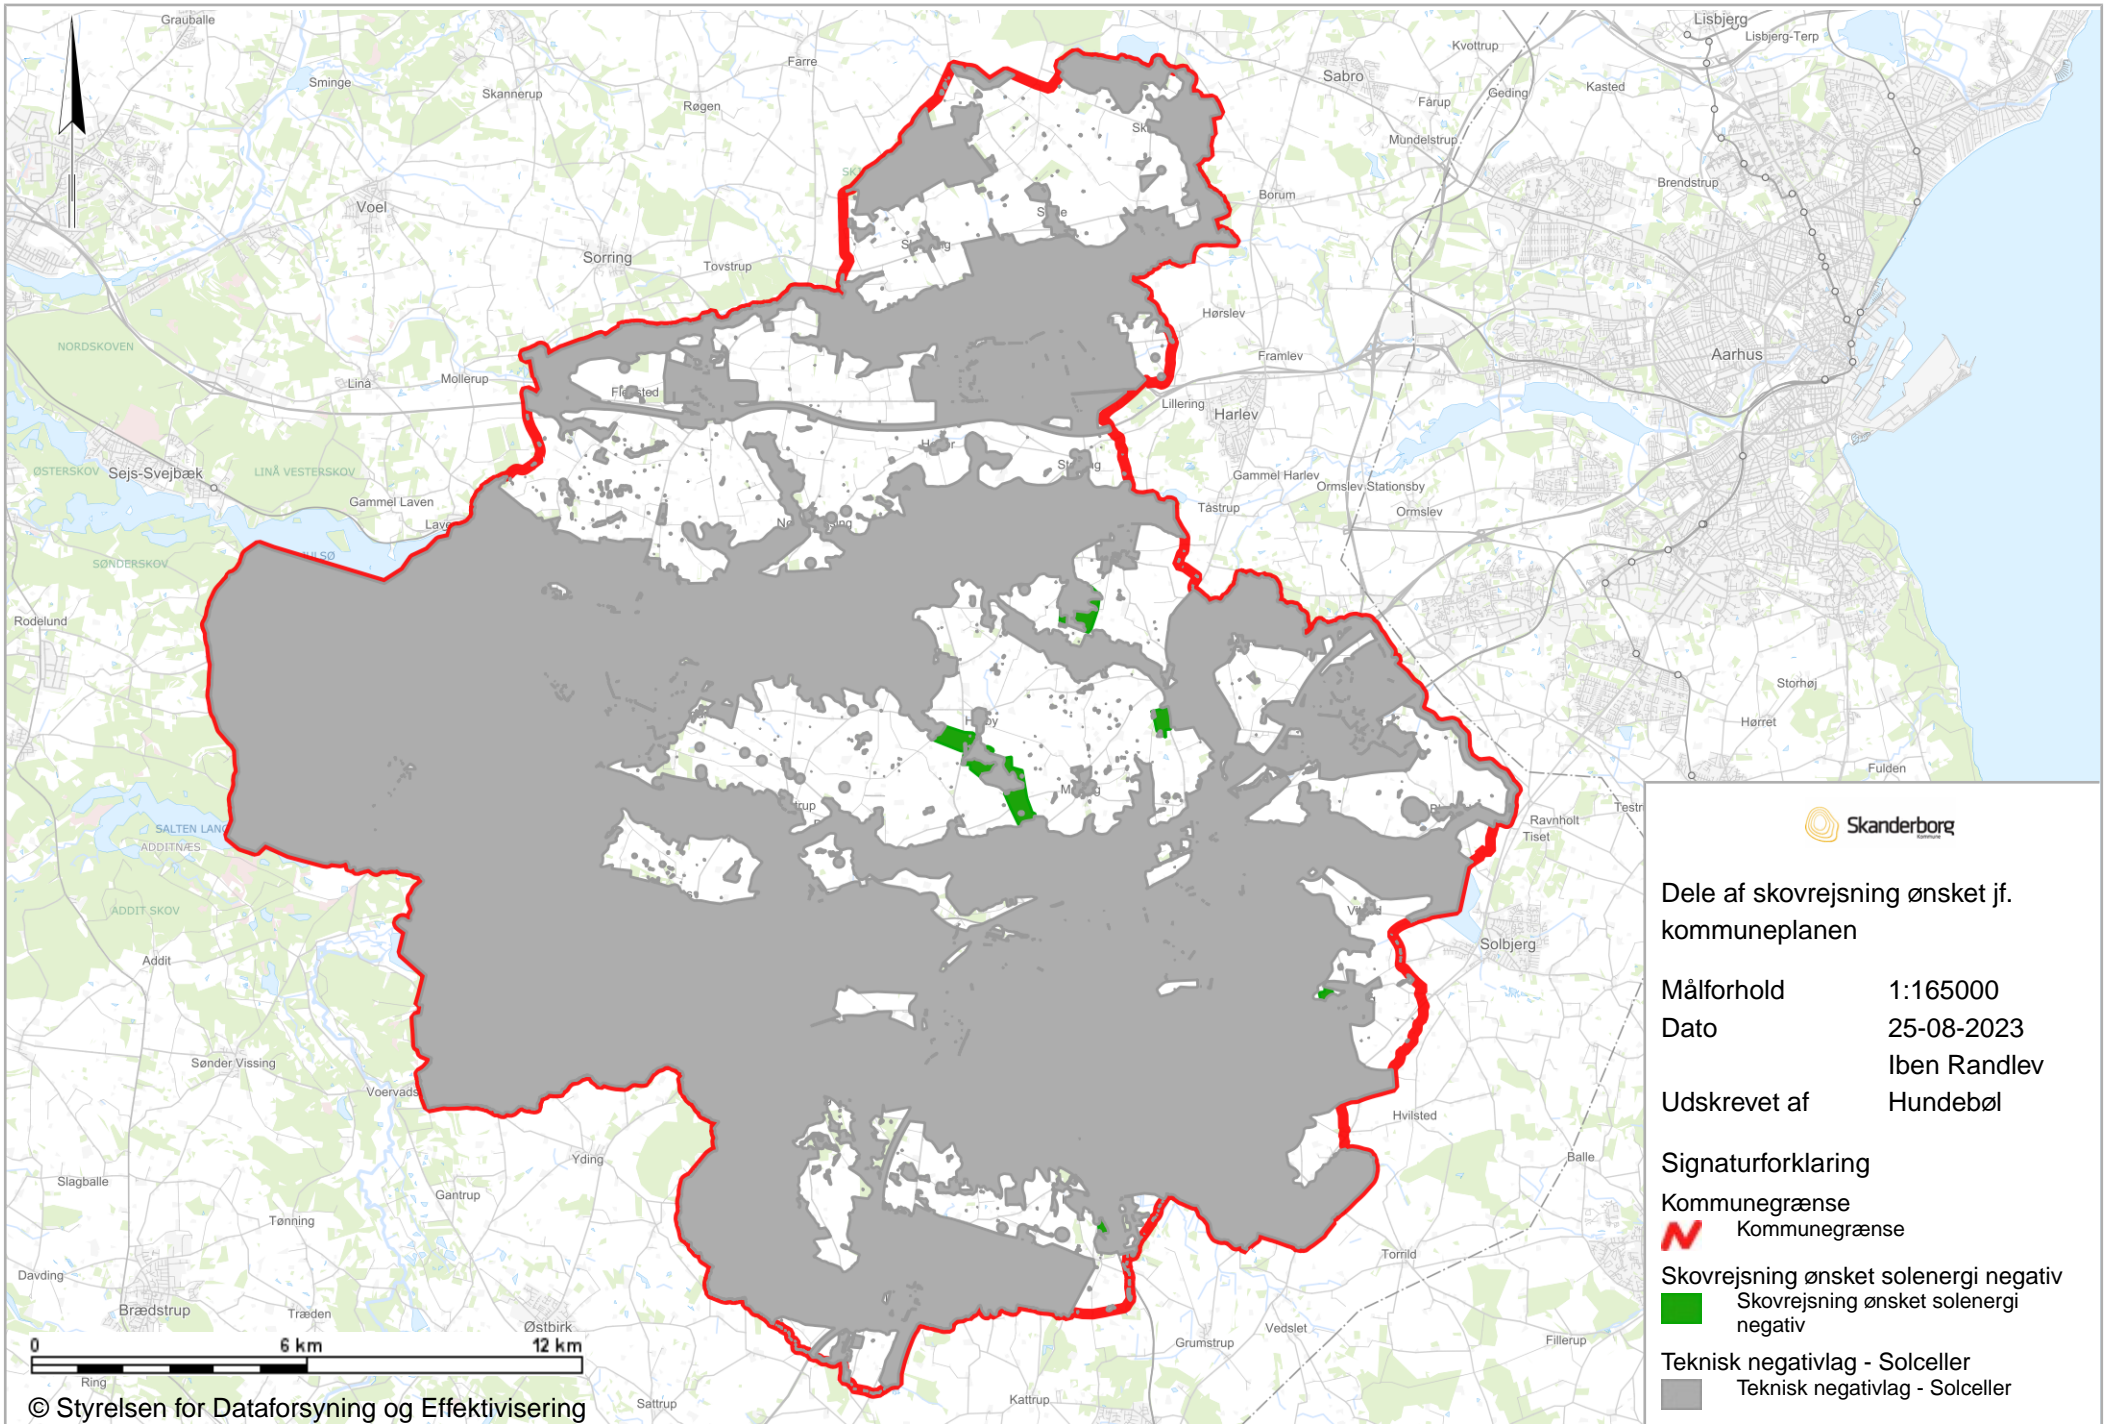 Grauballe
Lisbjerg
Lisbjerg-Terp
Kvottrup
Farre
Sminge
Skannerup
Sabro
Røgen
Geding
Kasted
Fårup
Mundelstrup
Brendstrup
Voel
Borum
Sorring
Tovstrup
Hørslev
NORDSKOVEN
Framlev
Aarhus
Linå
Mollerup
Lillering
Harlev
ØSTERSKOV
Sejs-Svejbæk
LINÅ VESTERSKOV
Gammel Laven
Gammel Harlev
Ormslev Stationsby
Tåstrup
Ormslev
SØNDERSKOV
Rodelund
Storhøj
Hørret
Fulden
SALTEN LANG
ADDITNÆS
Ravnholt
Tiset
ADDIT SKOV
Solbjerg
Addit
Sønder Vissing
Voervads
Hvilsted
Yding
Balle
Slagballe
Gantrup
Tønning
Torrild
Davding
Brædstrup
Træden
Østbirk
Vedslet
Grumstrup
Fillerup
Ring
Sattrup
Kattrup
0 6 km 12 km
© Styrelsen for Dataforsyning og Effektivisering
Skanderborg
Kommune
Dele af skovrejsning ønsket jf.
kommuneplanen
Målforhold 1:165000
Dato 25-08-2023
Iben Randlev
Udskrevet af Hundebøl
Signaturforklaring
Kommunegrænse
Kommunegrænse
Skovrejsning ønsket solenergi negativ
Skovrejsning ønsket solenergi
negativ
Teknisk negativlag - Solceller
Teknisk negativlag - Solceller